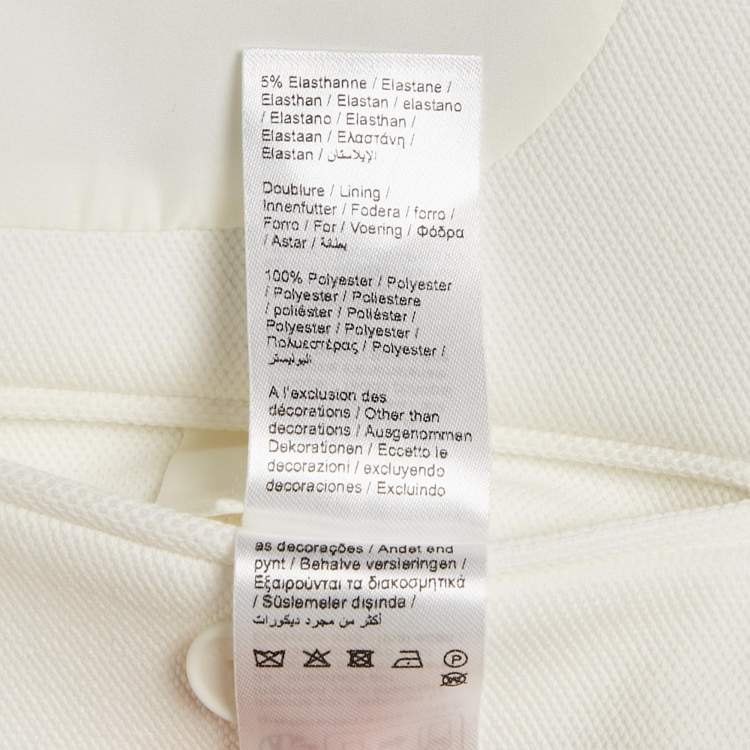 5% Elasthanne / Elastane /
Elasthan / Elastan / elastano
/ Elastano / Elasthan /
Elastaan / Ελαστάνη /
Elastan / الإيلاستان
Doublure / Lining /
Innenfutter / Fodera / forro /
Forro / For / Voering / Φόδρα
/ Astar / بطانة
100% Polyester / Polyester
/ Polyester / Poliestere
/ poliéster / Poliéster /
Polyester / Polyester /
Πολυεστέρας / Polyester /
البوليستر
A l'exclusion des
décorations / Other than
decorations / Ausgenommen
Dekorationen / Eccetto le
decorazioni / excluyendo
decoraciones / Excluindo
as decorações / Andet end
pynt / Behalve versieringen /
Εξαιρούνται τα διακοσμητικά
/ Süslemeler dışında /
أكثر من مجرد ديكورات
P